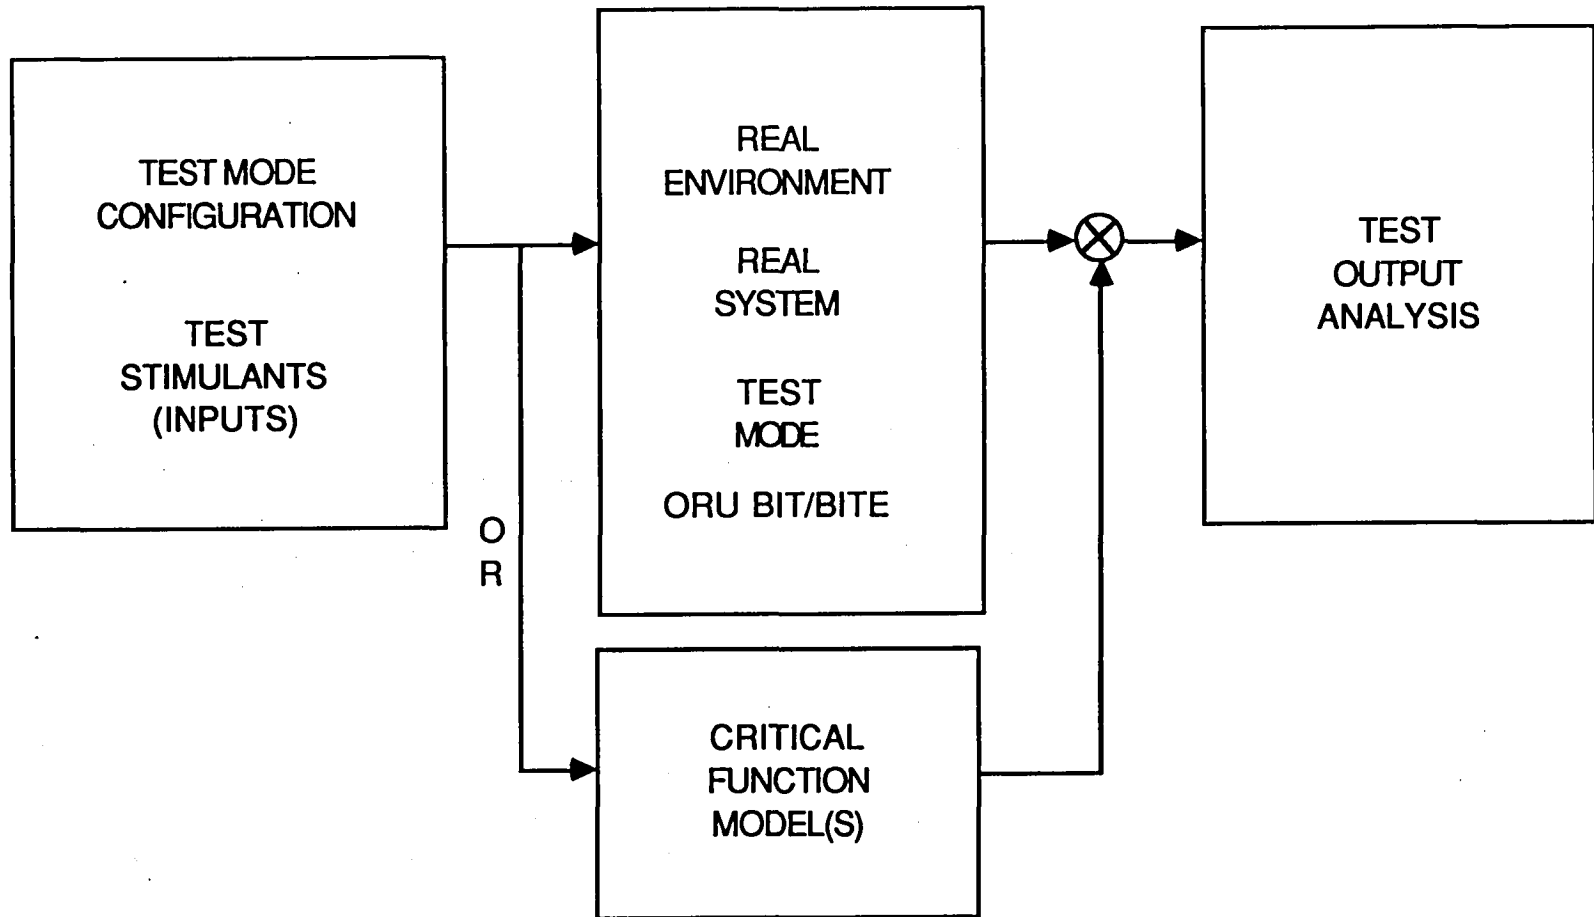 TEST MODE
CONFIGURATION
TEST
STIMULANTS
(INPUTS)
O
R
REAL
ENVIRONMENT
REAL
SYSTEM
TEST
MODE
ORU BIT/BITE
CRITICAL
FUNCTION
MODEL(S)
TEST
OUTPUT
ANALYSIS